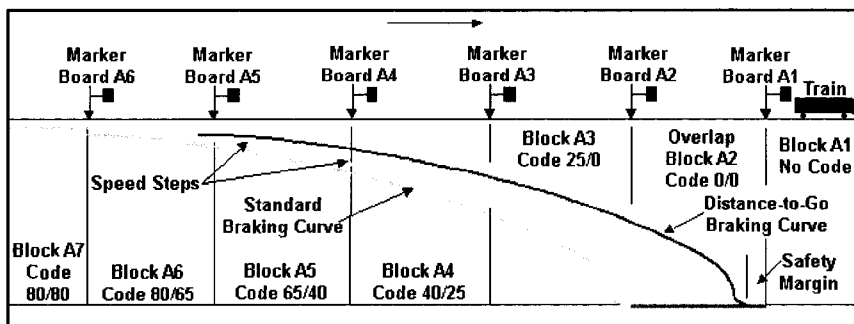 Marker
Board A6
Marker
Board A5
Marker
Board A4
Marker
Board A3
Marker
Board A2
Marker
Board A1
Train
Block A3
Code 25/0
Overlap
Block A2
Code 0/0
Block A1
No Code
Speed Steps
Standard
Braking Curve
Distance-to-Go
Braking Curve
Block A7
Code
80/80
Block A6
Code 80/65
Block A5
Code 65/40
Block A4
Code 40/25
Safety
Margin